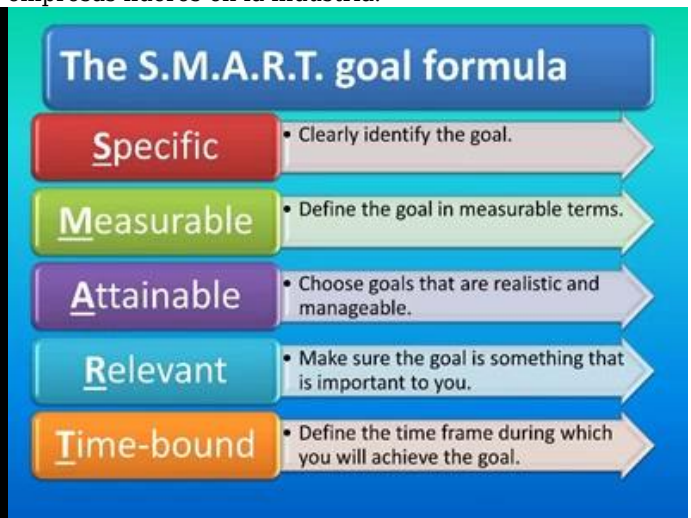 The S.M.A.R.T. goal formula
Specific
• Clearly identify the goal.
Measurable
• Define the goal in measurable terms.
Attainable
• Choose goals that are realistic and
manageable.
Relevant
• Make sure the goal is something that
is important to you.
Time-bound
• Define the time frame during which
you will achieve the goal.